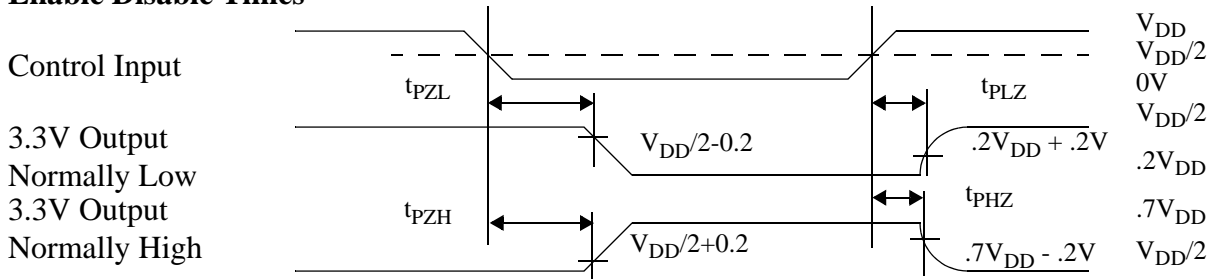 Enable Disable Times
Control Input
V_DD
V_DD/2
0V
t_PZL
t_PLZ
V_DD/2
3.3V Output
Normally Low
V_DD/2-0.2
.2V_DD + .2V
.2V_DD
3.3V Output
Normally High
t_PZH
t_PHZ
.7V_DD
V_DD/2+0.2
.7V_DD - .2V
V_DD/2